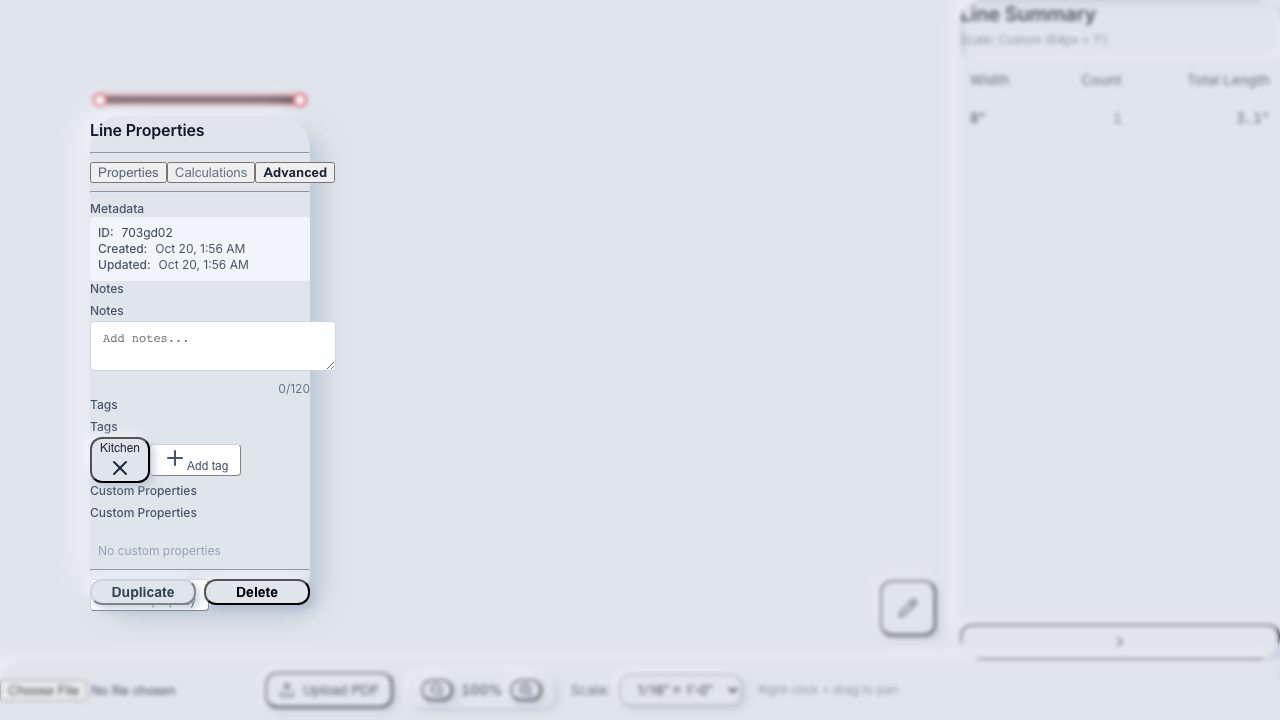 Line Summary
Scale: Custom (64px = 1")
Width Count Total Length
8" 1 3.1"
Line Properties
Properties Calculations Advanced
Metadata
ID: 703gd02
Created: Oct 20, 1:56 AM
Updated: Oct 20, 1:56 AM
Notes
Notes
Add notes...
0/120
Tags
Tags
Kitchen
Add tag
Custom Properties
Custom Properties
No custom properties
Duplicate Delete
Choose File No file chosen Upload PDF 100% Scale: 1/16" = 1'-0" Right-click + drag to pan